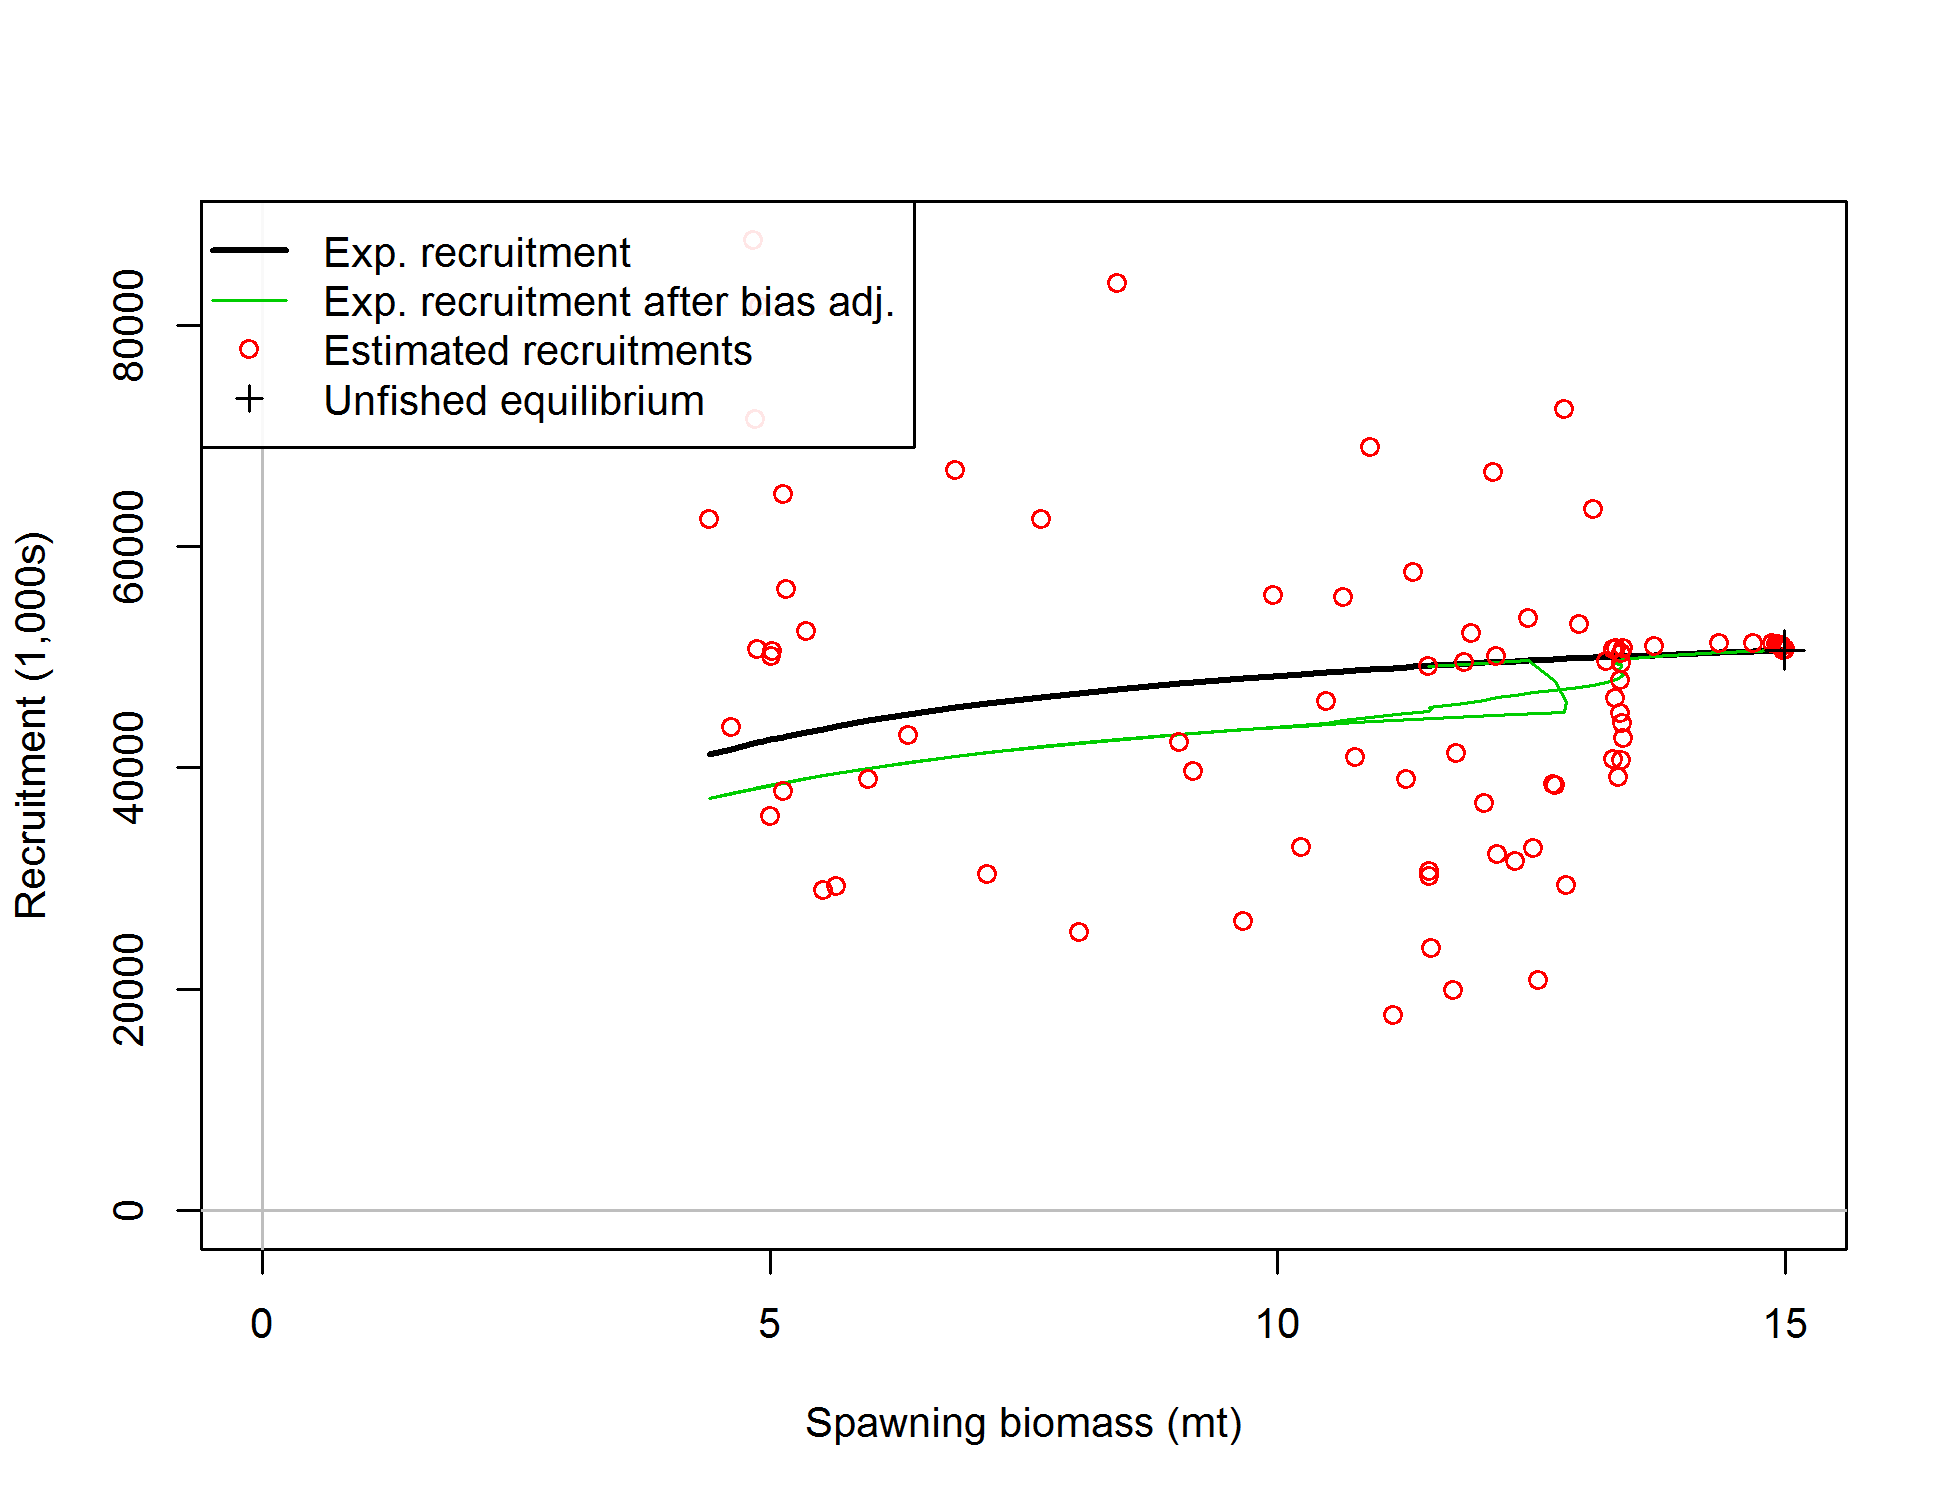 Exp. recruitment
Exp. recruitment after bias adj.
Estimated recruitments
Unfished equilibrium
Recruitment (1,000s)
80000
60000
40000
20000
0
0 5 10 15
Spawning biomass (mt)